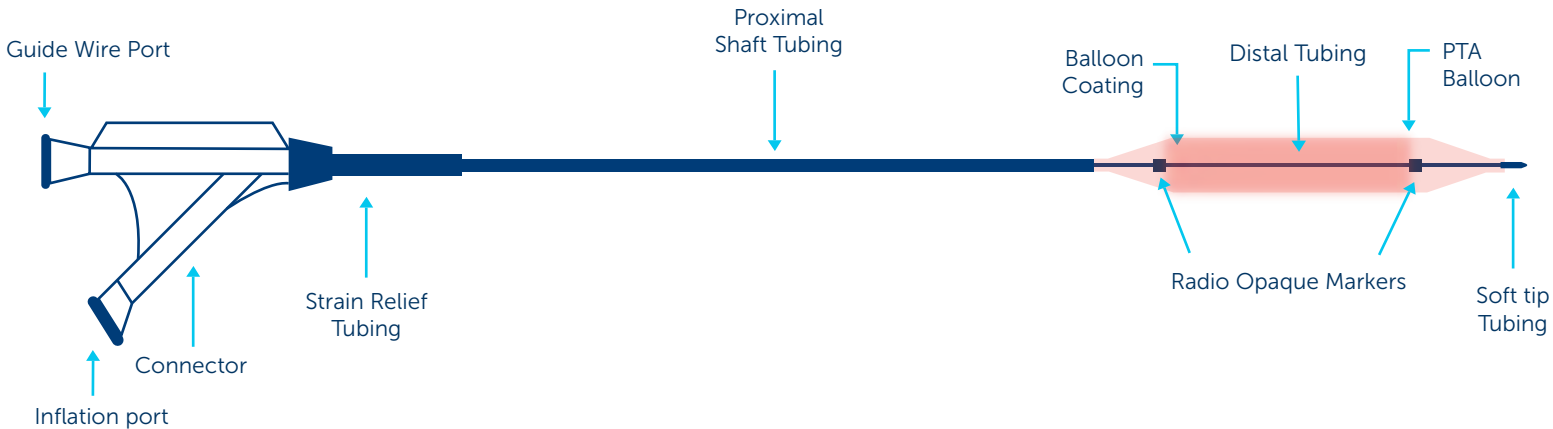 Guide Wire Port
Proximal
Shaft Tubing
Balloon
Coating
Distal Tubing
PTA
Balloon
Strain Relief
Tubing
Connector
Inflation port
Radio Opaque Markers
Soft tip
Tubing